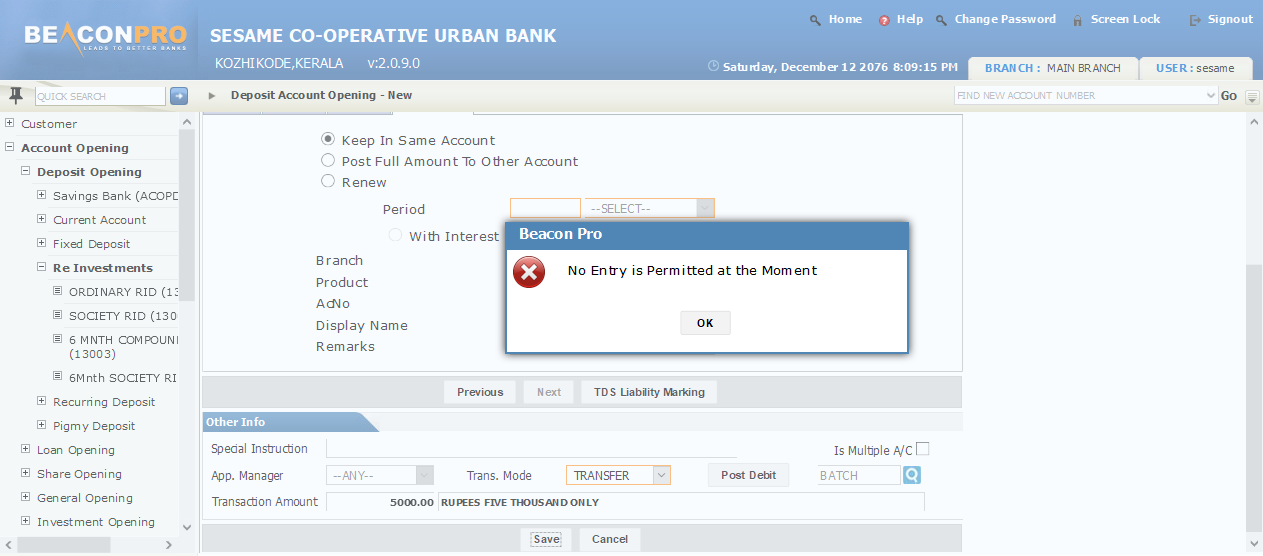 Home Help Change Password Screen Lock Signout
BEACONPRO
LEADS TO BETTER BANKS
SESAME CO-OPERATIVE URBAN BANK
KOZHIKODE,KERALA v:2.0.9.0
Saturday, December 12 2076 8:09:15 PM BRANCH : MAIN BRANCH USER : sesame
QUICK SEARCH Deposit Account Opening - New FIND NEW ACCOUNT NUMBER Go
Customer
Account Opening
Deposit Opening
Savings Bank (ACOPD
Current Account
Fixed Deposit
Re Investments
ORDINARY RID (13
SOCIETY RID (130
6 MNTH COMPOUN
(13003)
6Mnth SOCIETY RI
Recurring Deposit
Pigmy Deposit
Loan Opening
Share Opening
General Opening
Investment Opening
Keep In Same Account
Post Full Amount To Other Account
Renew
Period --SELECT--
With Interest
Branch
Product
AcNo
Display Name
Remarks
Beacon Pro
No Entry is Permitted at the Moment
OK
Previous Next TDS Liability Marking
Other Info
Special Instruction Is Multiple A/C
App. Manager --ANY-- Trans. Mode TRANSFER Post Debit BATCH
Transaction Amount 5000.00 RUPEES FIVE THOUSAND ONLY
Save Cancel